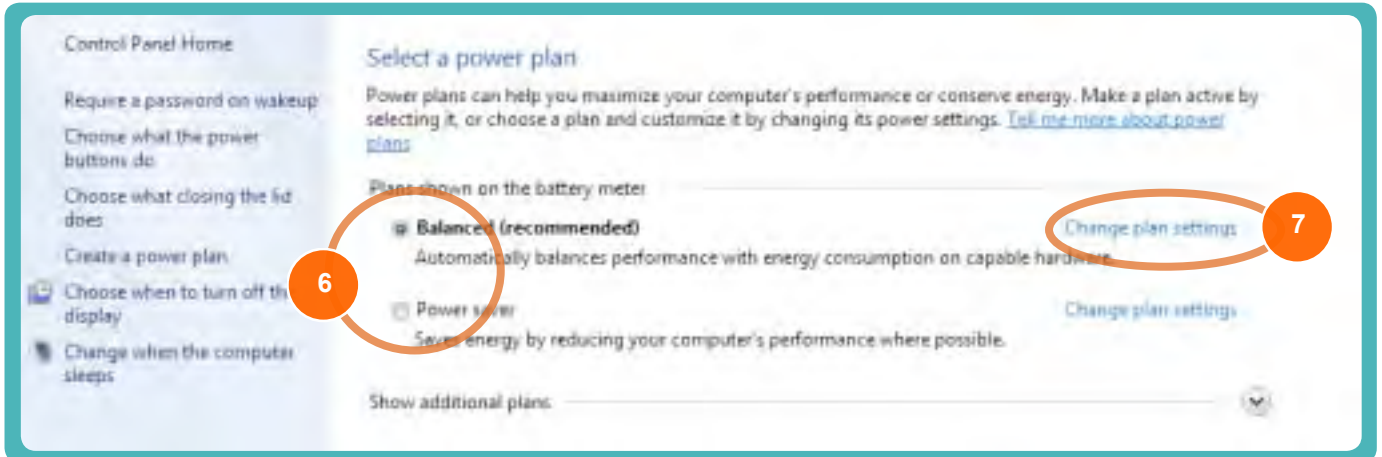 Control Panel Home
Require a password on wakeup
Choose what the power
buttons do
Choose what closing the lid
does
Create a power plan
Choose when to turn off the
display
Change when the computer
sleeps
Select a power plan
Power plans can help you maximize your computer's performance or conserve energy. Make a plan active by
selecting it, or choose a plan and customize it by changing its power settings. Tell me more about power
plans
Plans shown on the battery meter
6
Balanced (recommended) Change plan settings 7
Automatically balances performance with energy consumption on capable hardware.
Power saver Change plan settings
Saves energy by reducing your computer's performance where possible.
Show additional plans